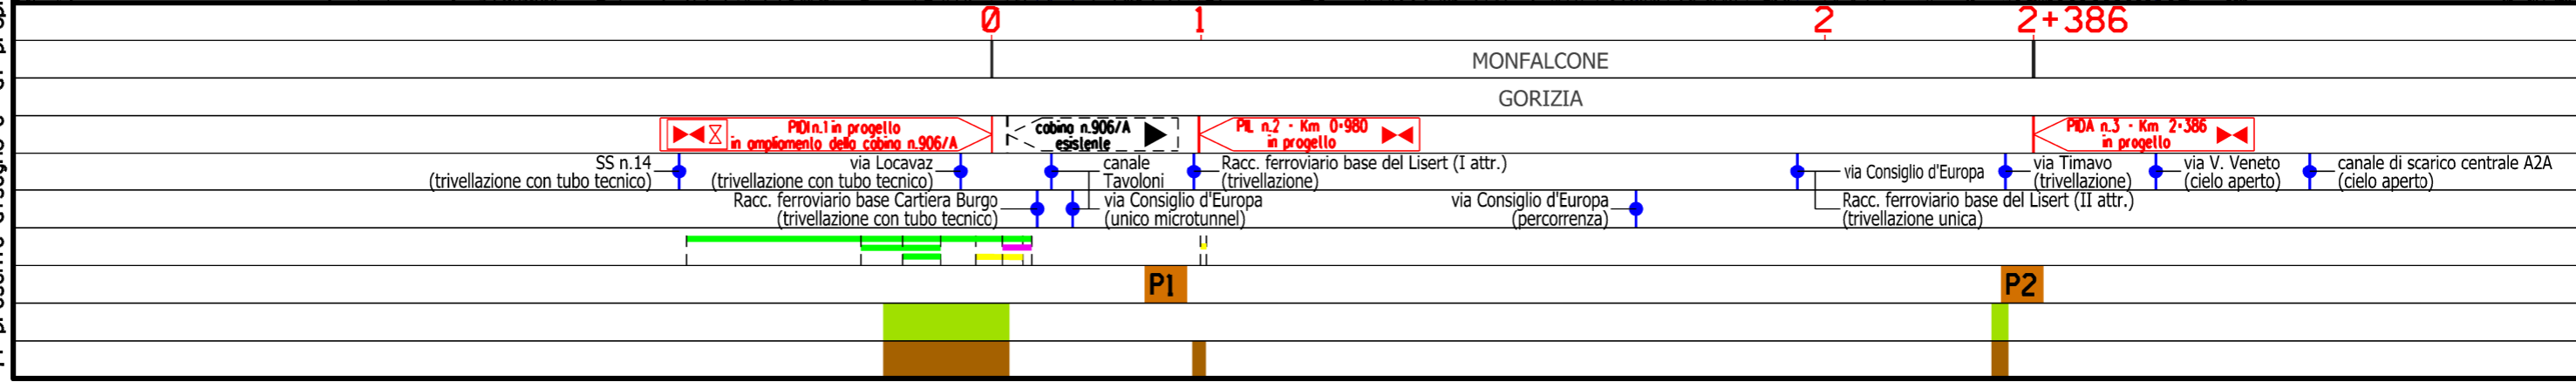 0 1 2 2+386
MONFALCONE
GORIZIA
PIDI n.1 in progetto
in ampliamento della cabina n.906/A
cabina n.906/A
esistente
PIL n.2 - Km 0+980
in progetto
PIDA n.3 - Km 2+386
in progetto
SS n.14
(trivellazione con tubo tecnico)
via Locavaz
(trivellazione con tubo tecnico)
canale
Tavoloni
Racc. ferroviario base del Lisert (I attr.)
(trivellazione)
via Consiglio d'Europa
via Timavo
(trivellazione)
via V. Veneto
(cielo aperto)
canale di scarico centrale A2A
(cielo aperto)
Racc. ferroviario base Cartiera Burgo
(trivellazione con tubo tecnico)
via Consiglio d'Europa
(unico microtunnel)
via Consiglio d'Europa
(percorrenza)
Racc. ferroviario base del Lisert (II attr.)
(trivellazione unica)
P1 P2